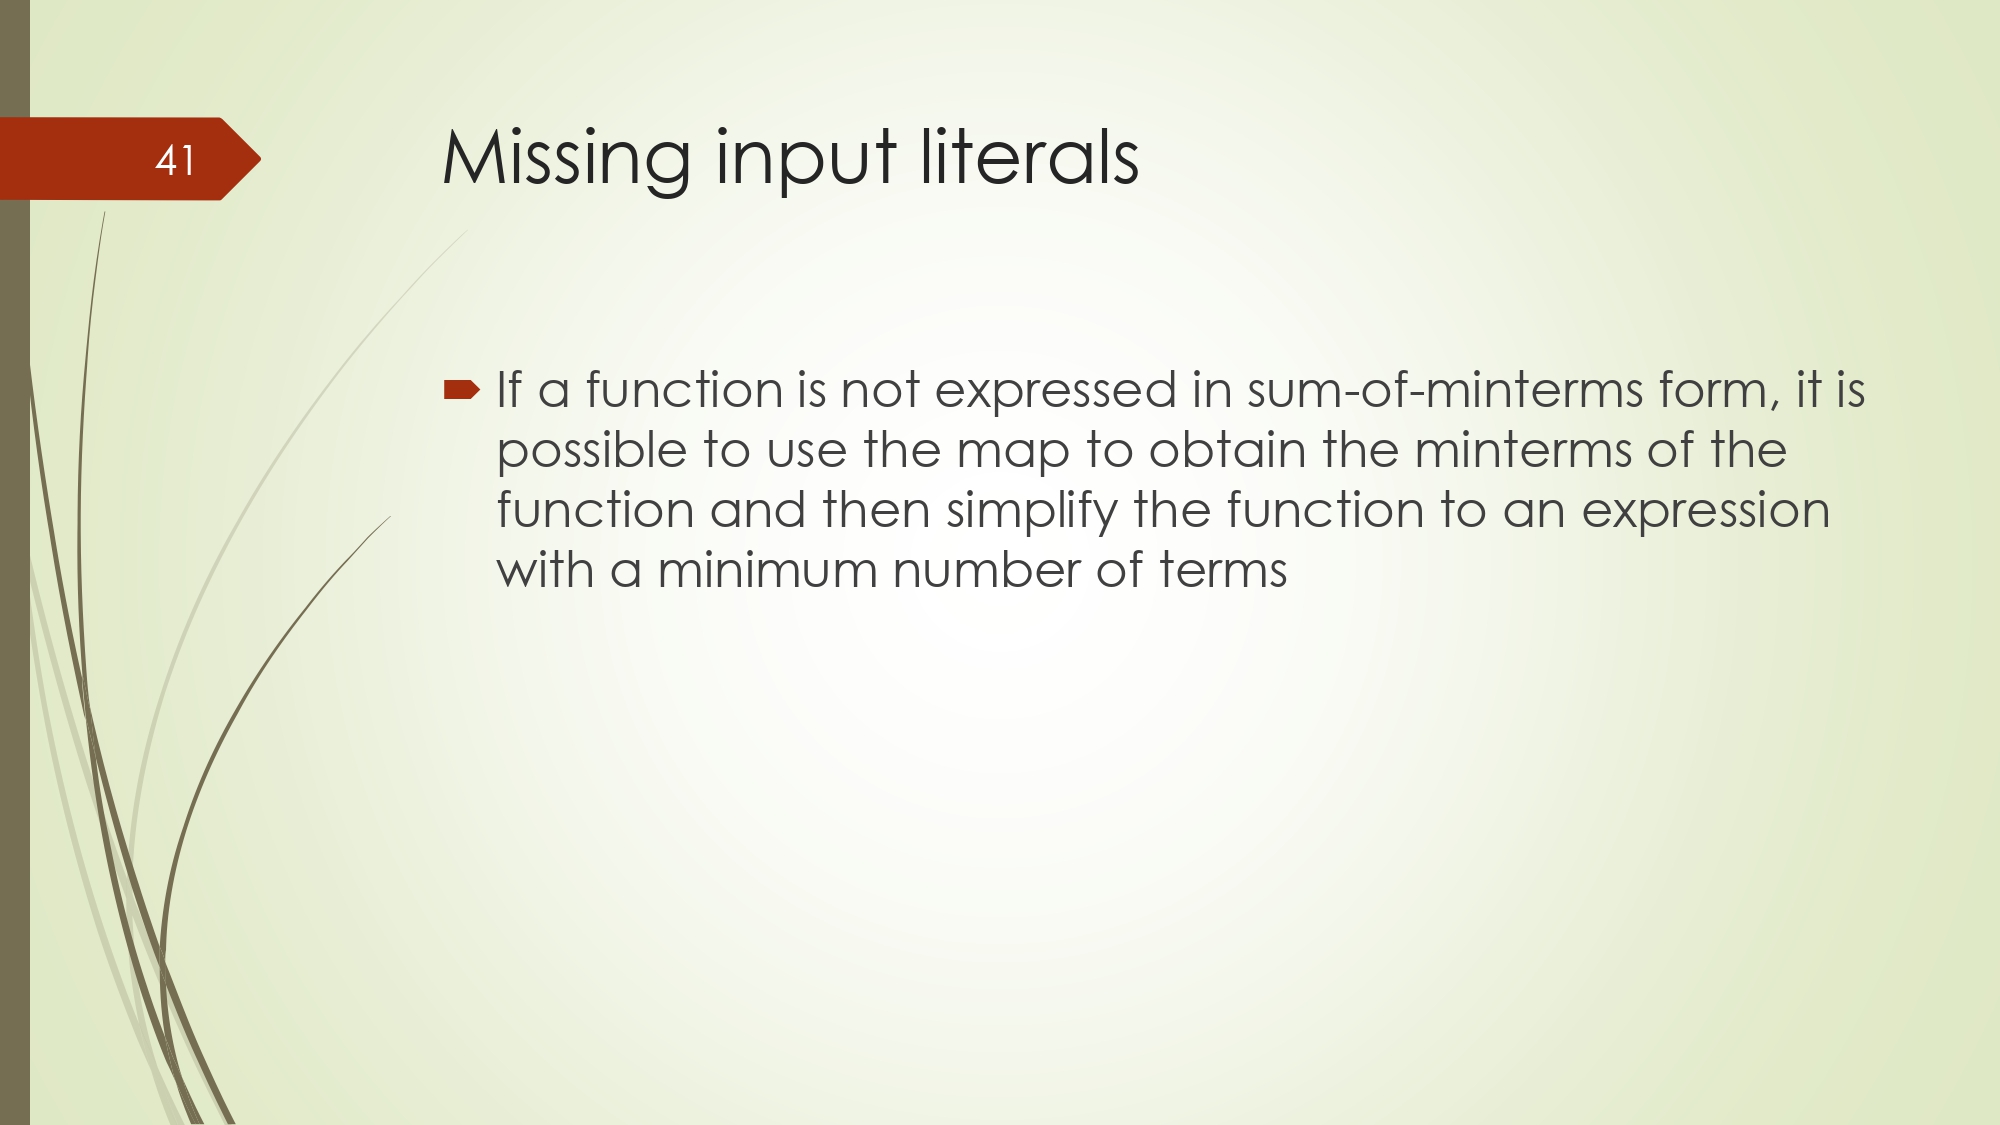 41
Missing input literals
If a function is not expressed in sum-of-minterms form, it is
possible to use the map to obtain the minterms of the
function and then simplify the function to an expression
with a minimum number of terms